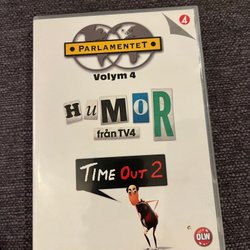 PARLAMENTET
Volym 4
4
HUMOR
från TV4
TIME OUT 2
OLW